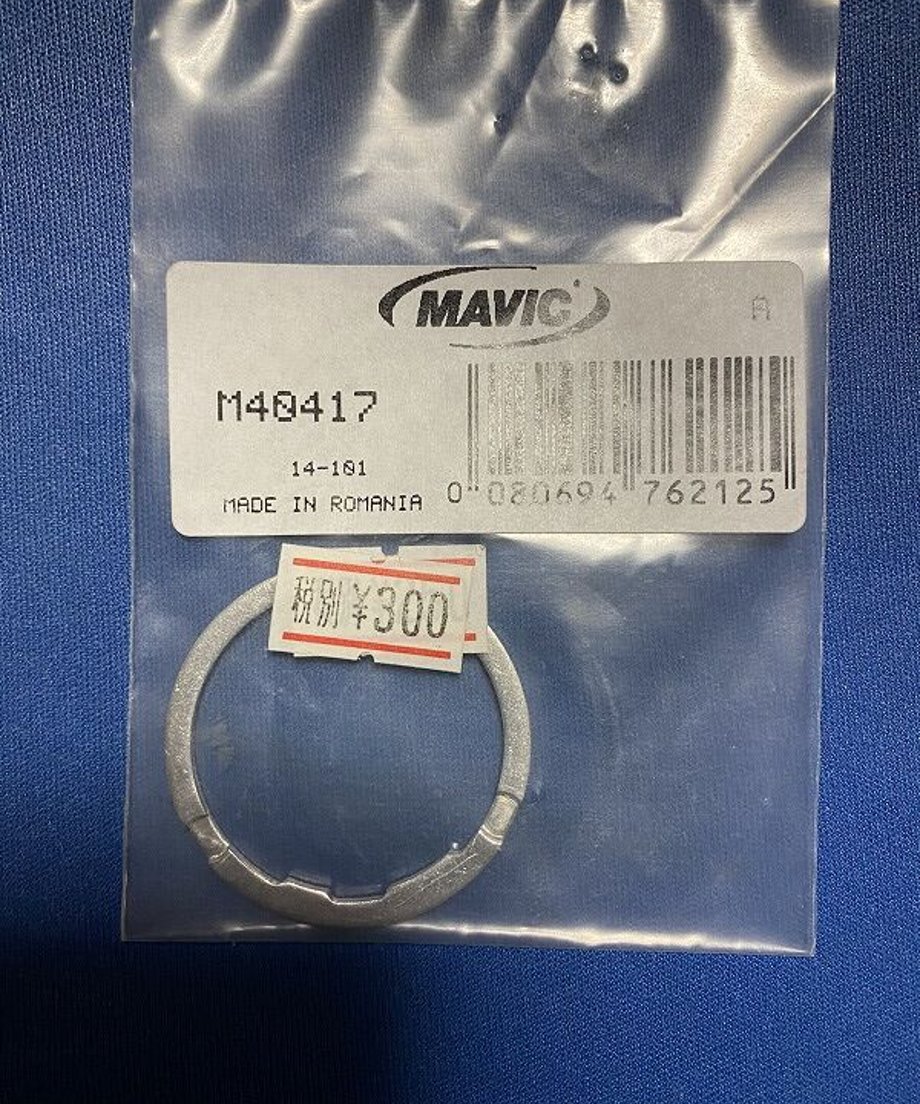 MAVIC
A
M40417
14-101
MADE IN ROMANIA
0 080694 762125
税別 ¥300